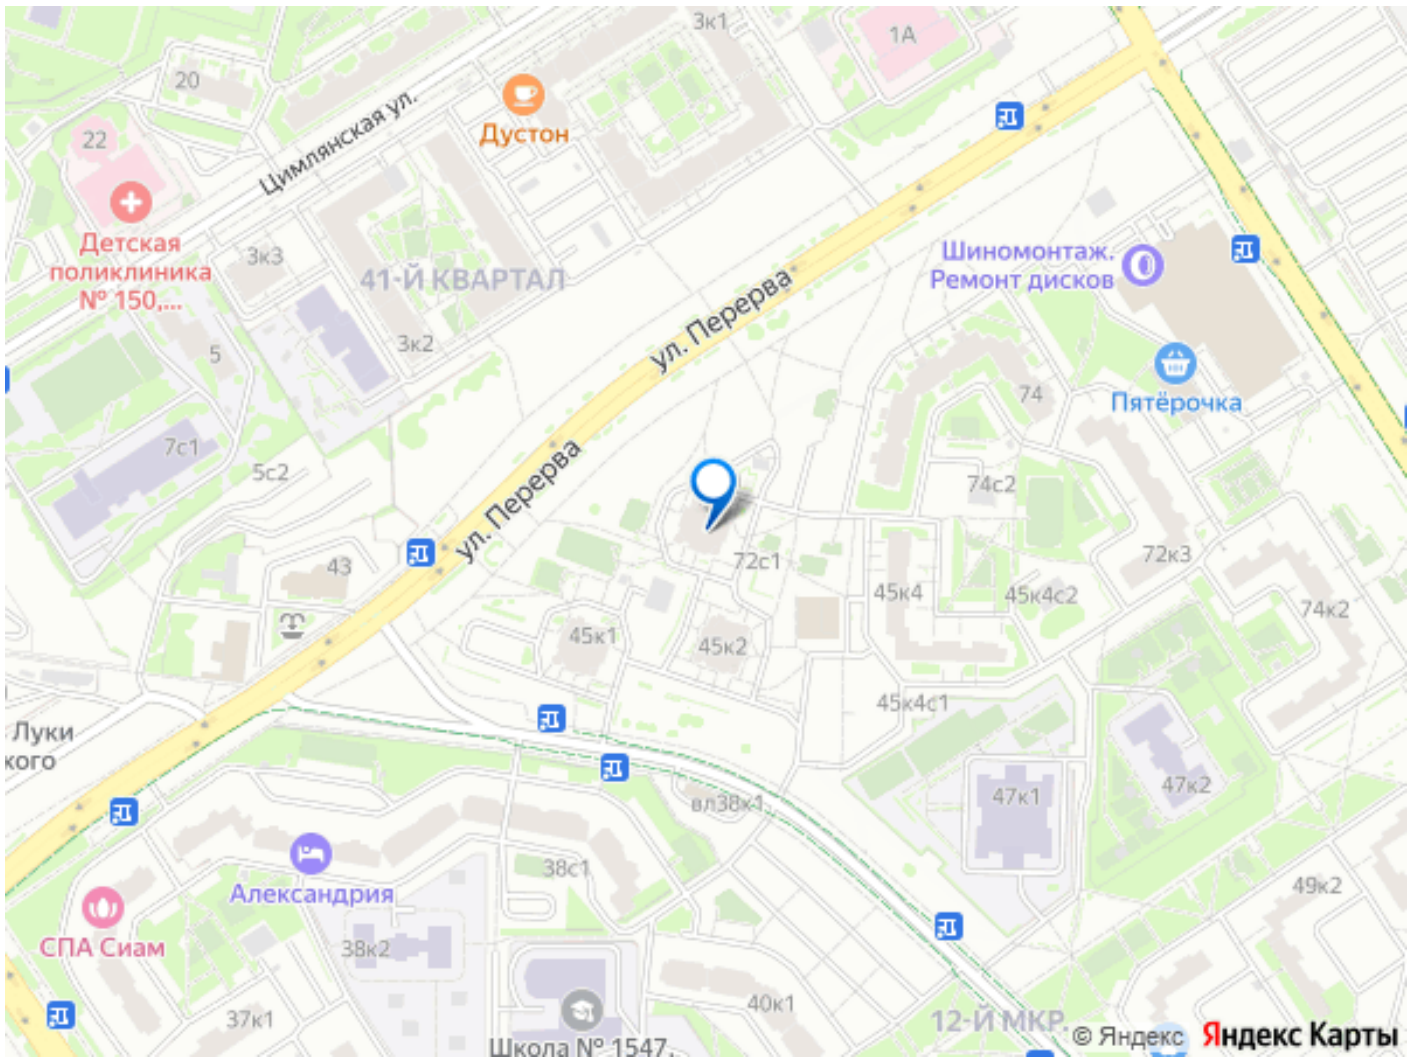 3к1
1А
20
Цимлянская ул.
Дустон
22
Детская
поликлиника
№ 150,...
3к3
41-Й КВАРТАЛ
Шиномонтаж.
Ремонт дисков
ул. Перерва
3к2
5
Пятёрочка
74
7с1
5с2
ул. Перерва
74с2
72с1
72к3
43
45к4
45к4с2
74к2
45к1
45к2
45к4с1
Луки
кого
47к2
47к1
вл38к1
38с1
Александрия
49к2
СПА Сиам
38к2
40к1
37к1
12-Й МКР.
Школа № 1547,
© Яндекс Яндекс Карты